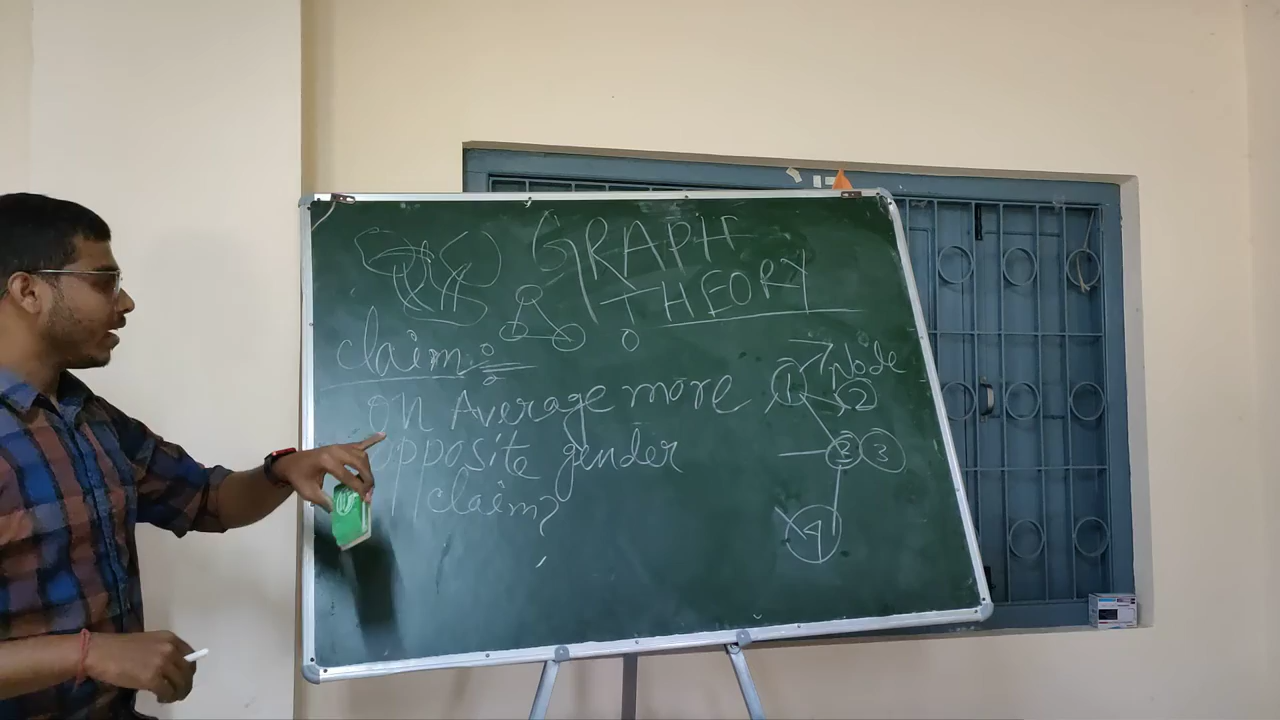 GRAPH
THEORY
claim:
on Average more
opposite gender
claim?
Node
1
2
3
4